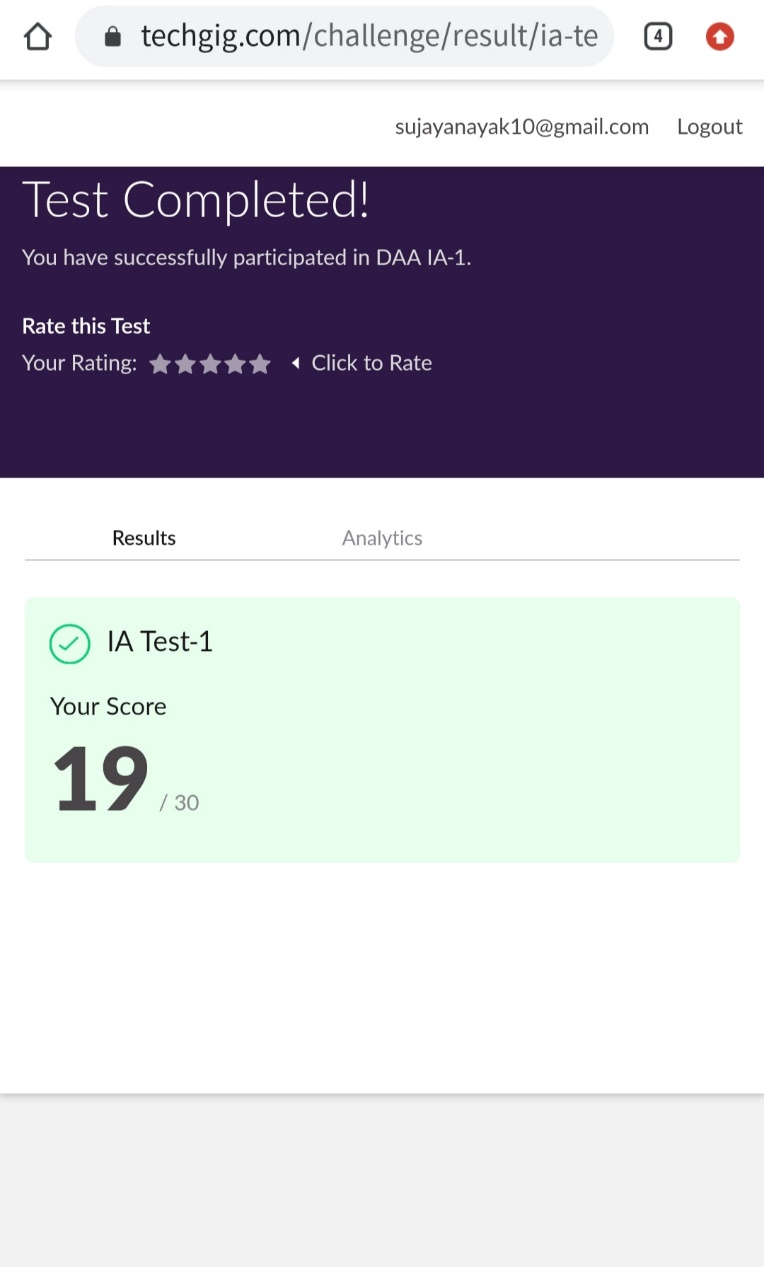 techgig.com/challenge/result/ia-te
4
sujayanayak10@gmail.com Logout
Test Completed!
You have successfully participated in DAA IA-1.
Rate this Test
Your Rating: Click to Rate
Results Analytics
IA Test-1
Your Score
19 / 30